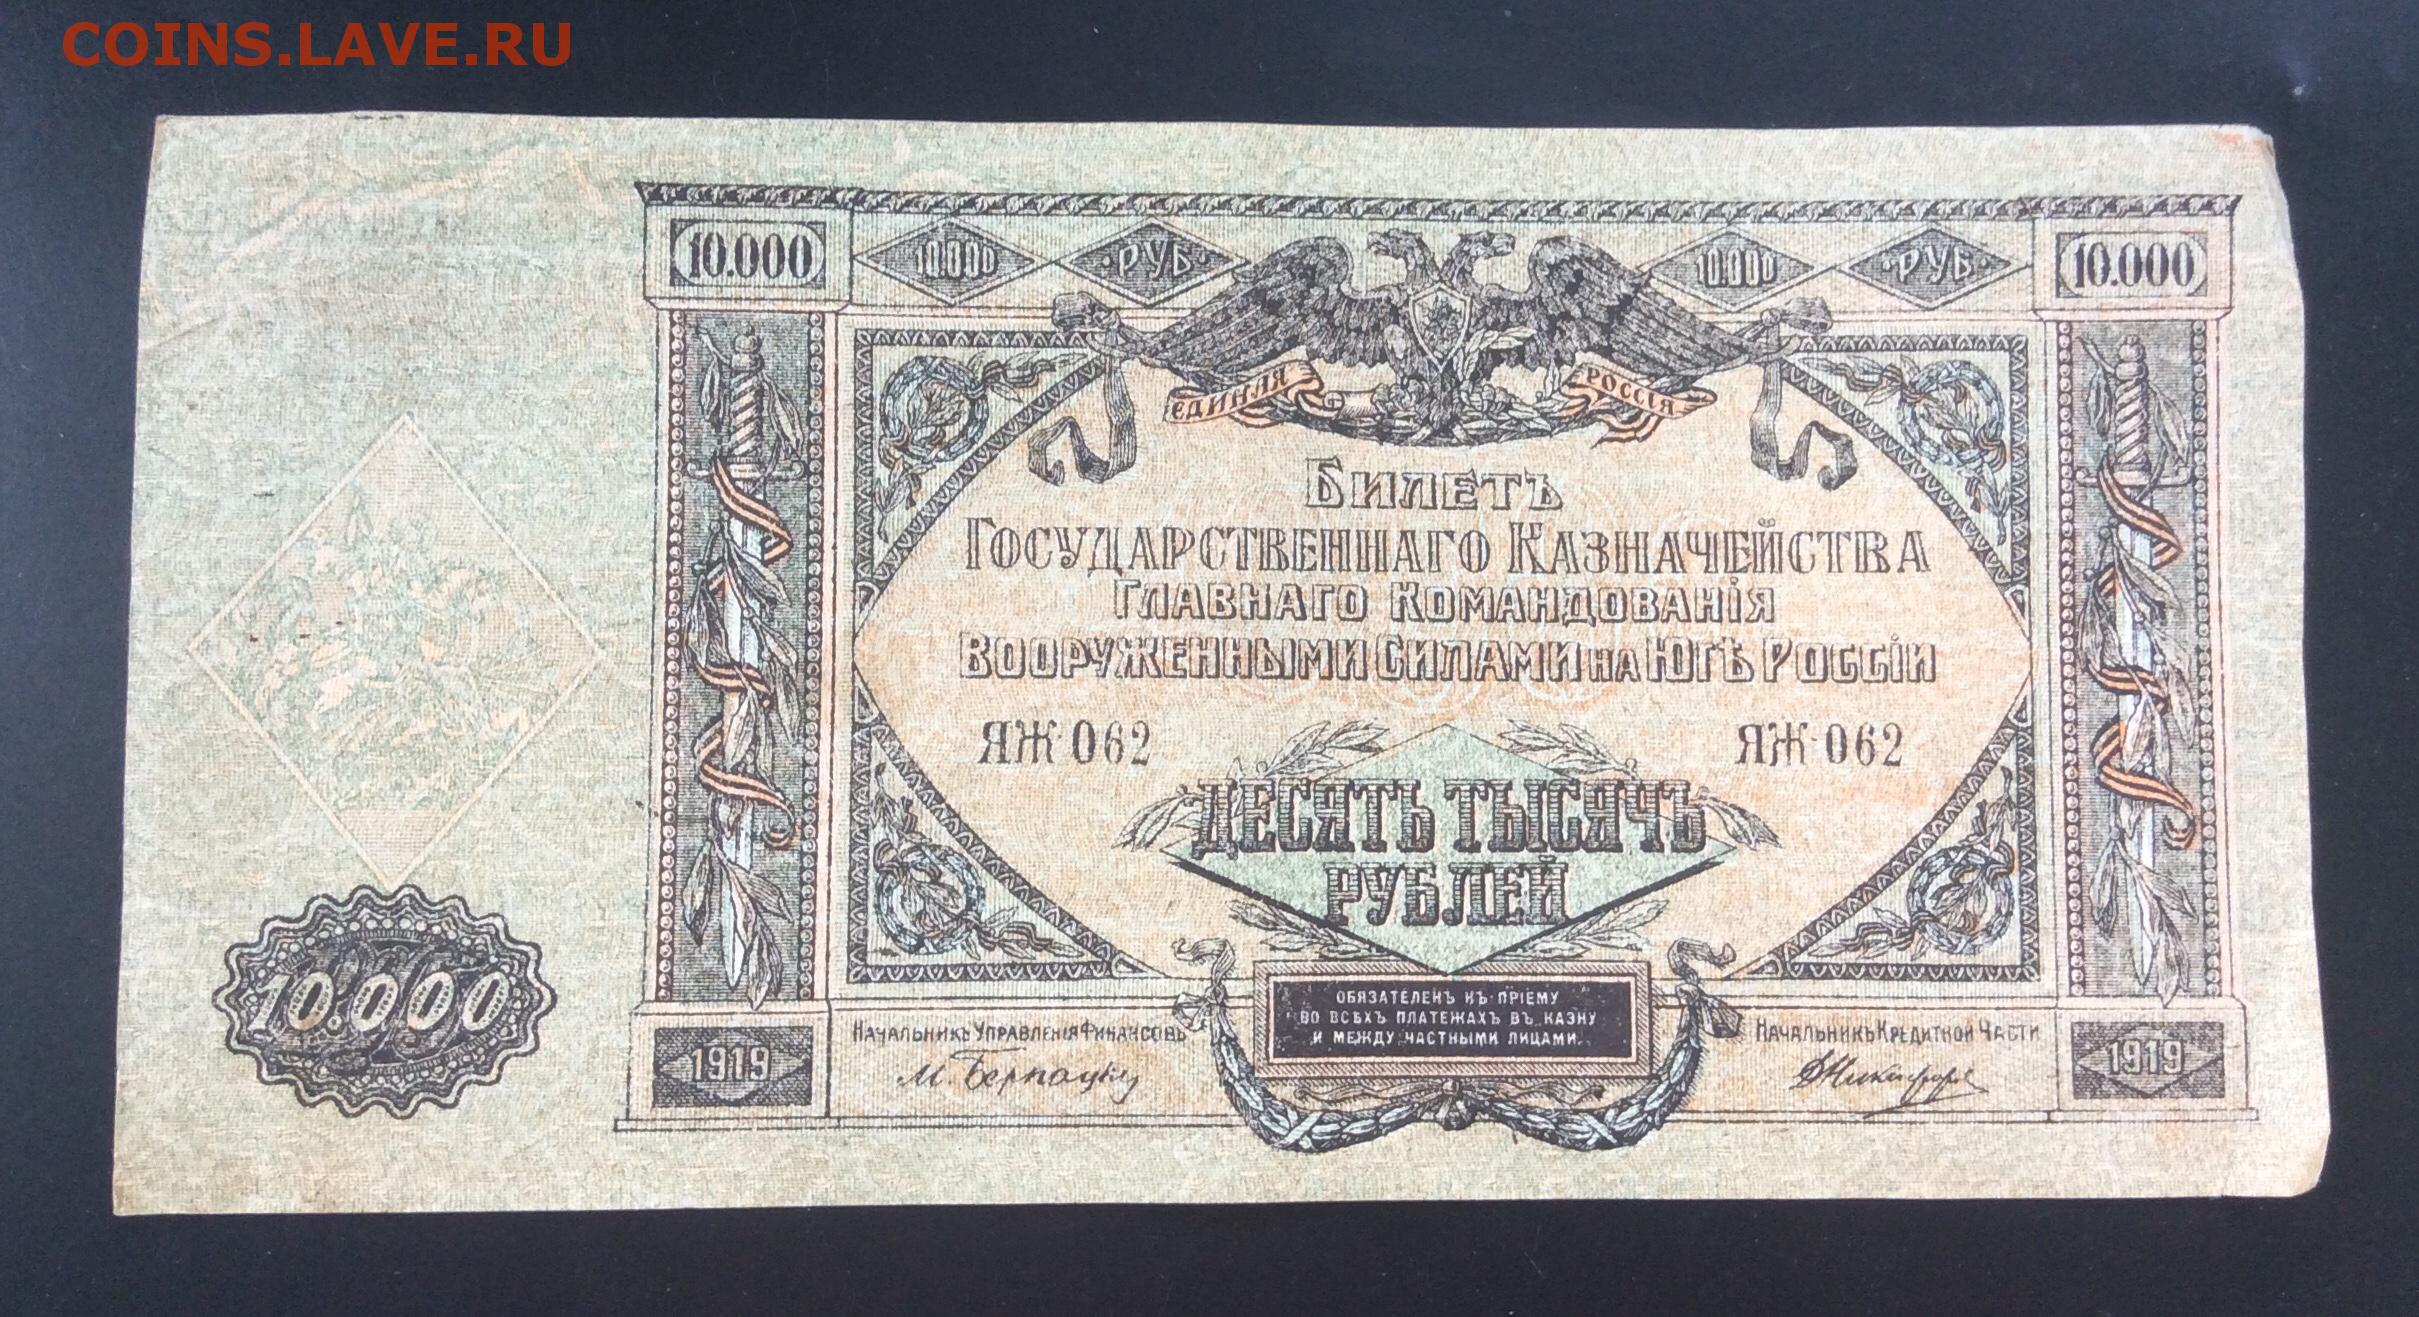 COINS.LAVE.RU
10.000 10.000 ·РУБ· 10.000 ·РУБ· 10.000
ЕДИНАЯ РОССІЯ
БИЛЕТЪ
ГОСУДАРСТВЕННАГО КАЗНАЧЕЙСТВА
ГЛАВНАГО КОМАНДОВАНІЯ
ВООРУЖЕННЫМИ СИЛАМИ НА ЮГѢ РОССІИ
ЯЖ·062 ЯЖ·062
ДЕСЯТЬ ТЫСЯЧЪ
РУБЛЕЙ
10.000
ОБЯЗАТЕЛЕНЪ КЪ ПРІЕМУ
ВО ВСѢХЪ ПЛАТЕЖАХЪ ВЪ КАЗНУ
И МЕЖДУ ЧАСТНЫМИ ЛИЦАМИ.
НАЧАЛЬНИКЪ УПРАВЛЕНІЯ ФИНАНСОВЪ НАЧАЛЬНИКЪ КРЕДИТНОЙ ЧАСТИ
1919 М. Бернацкій 1919